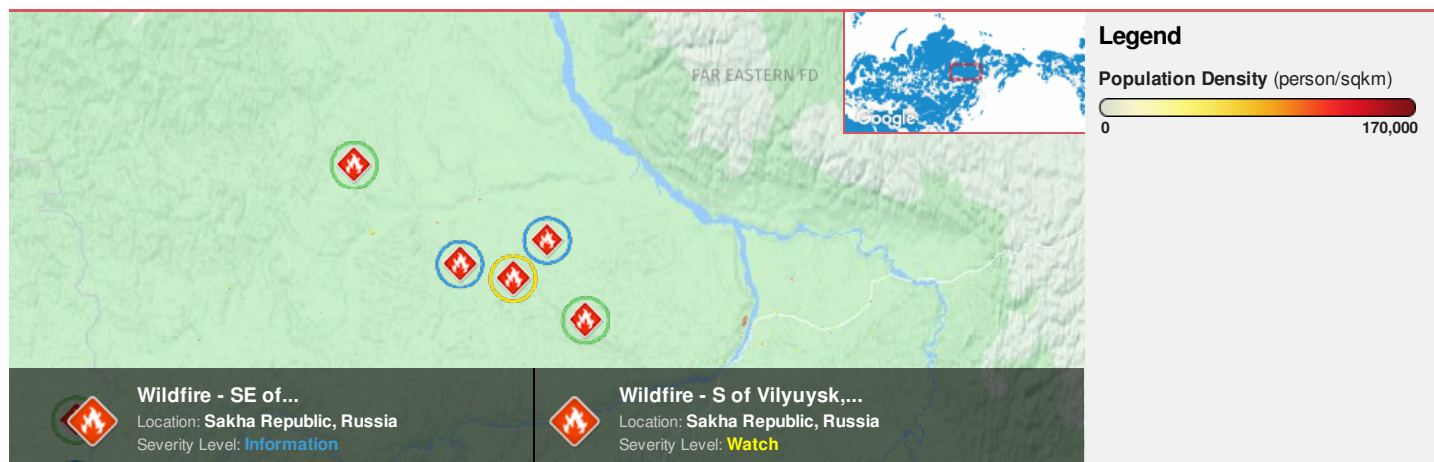 FAR EASTERN FD
Google
Legend
Population Density (person/sqkm)
0 170,000
Wildfire - SE of...
Location: Sakha Republic, Russia
Severity Level: Information
Wildfire - S of Vilyuysk,...
Location: Sakha Republic, Russia
Severity Level: Watch